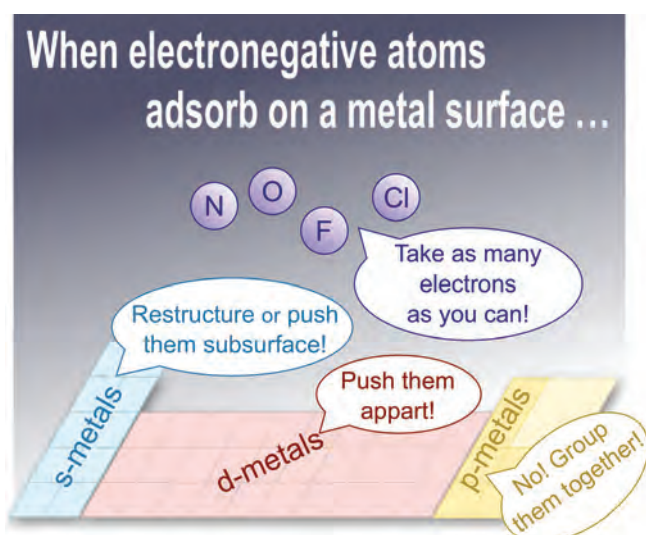 When electronegative atoms
adsorb on a metal surface ...
N
O
F
Cl
Take as many
electrons
as you can!
Restructure or push
them subsurface!
Push them
appart!
s-metals
d-metals
p-metals
No! Group
them together!